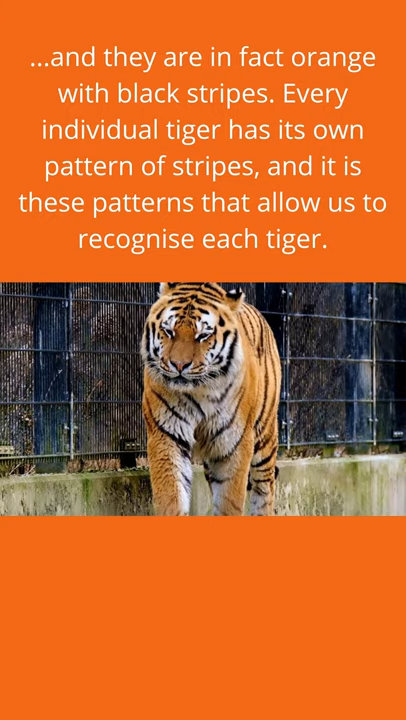 ...and they are in fact orange
with black stripes. Every
individual tiger has its own
pattern of stripes, and it is
these patterns that allow us to
recognise each tiger.